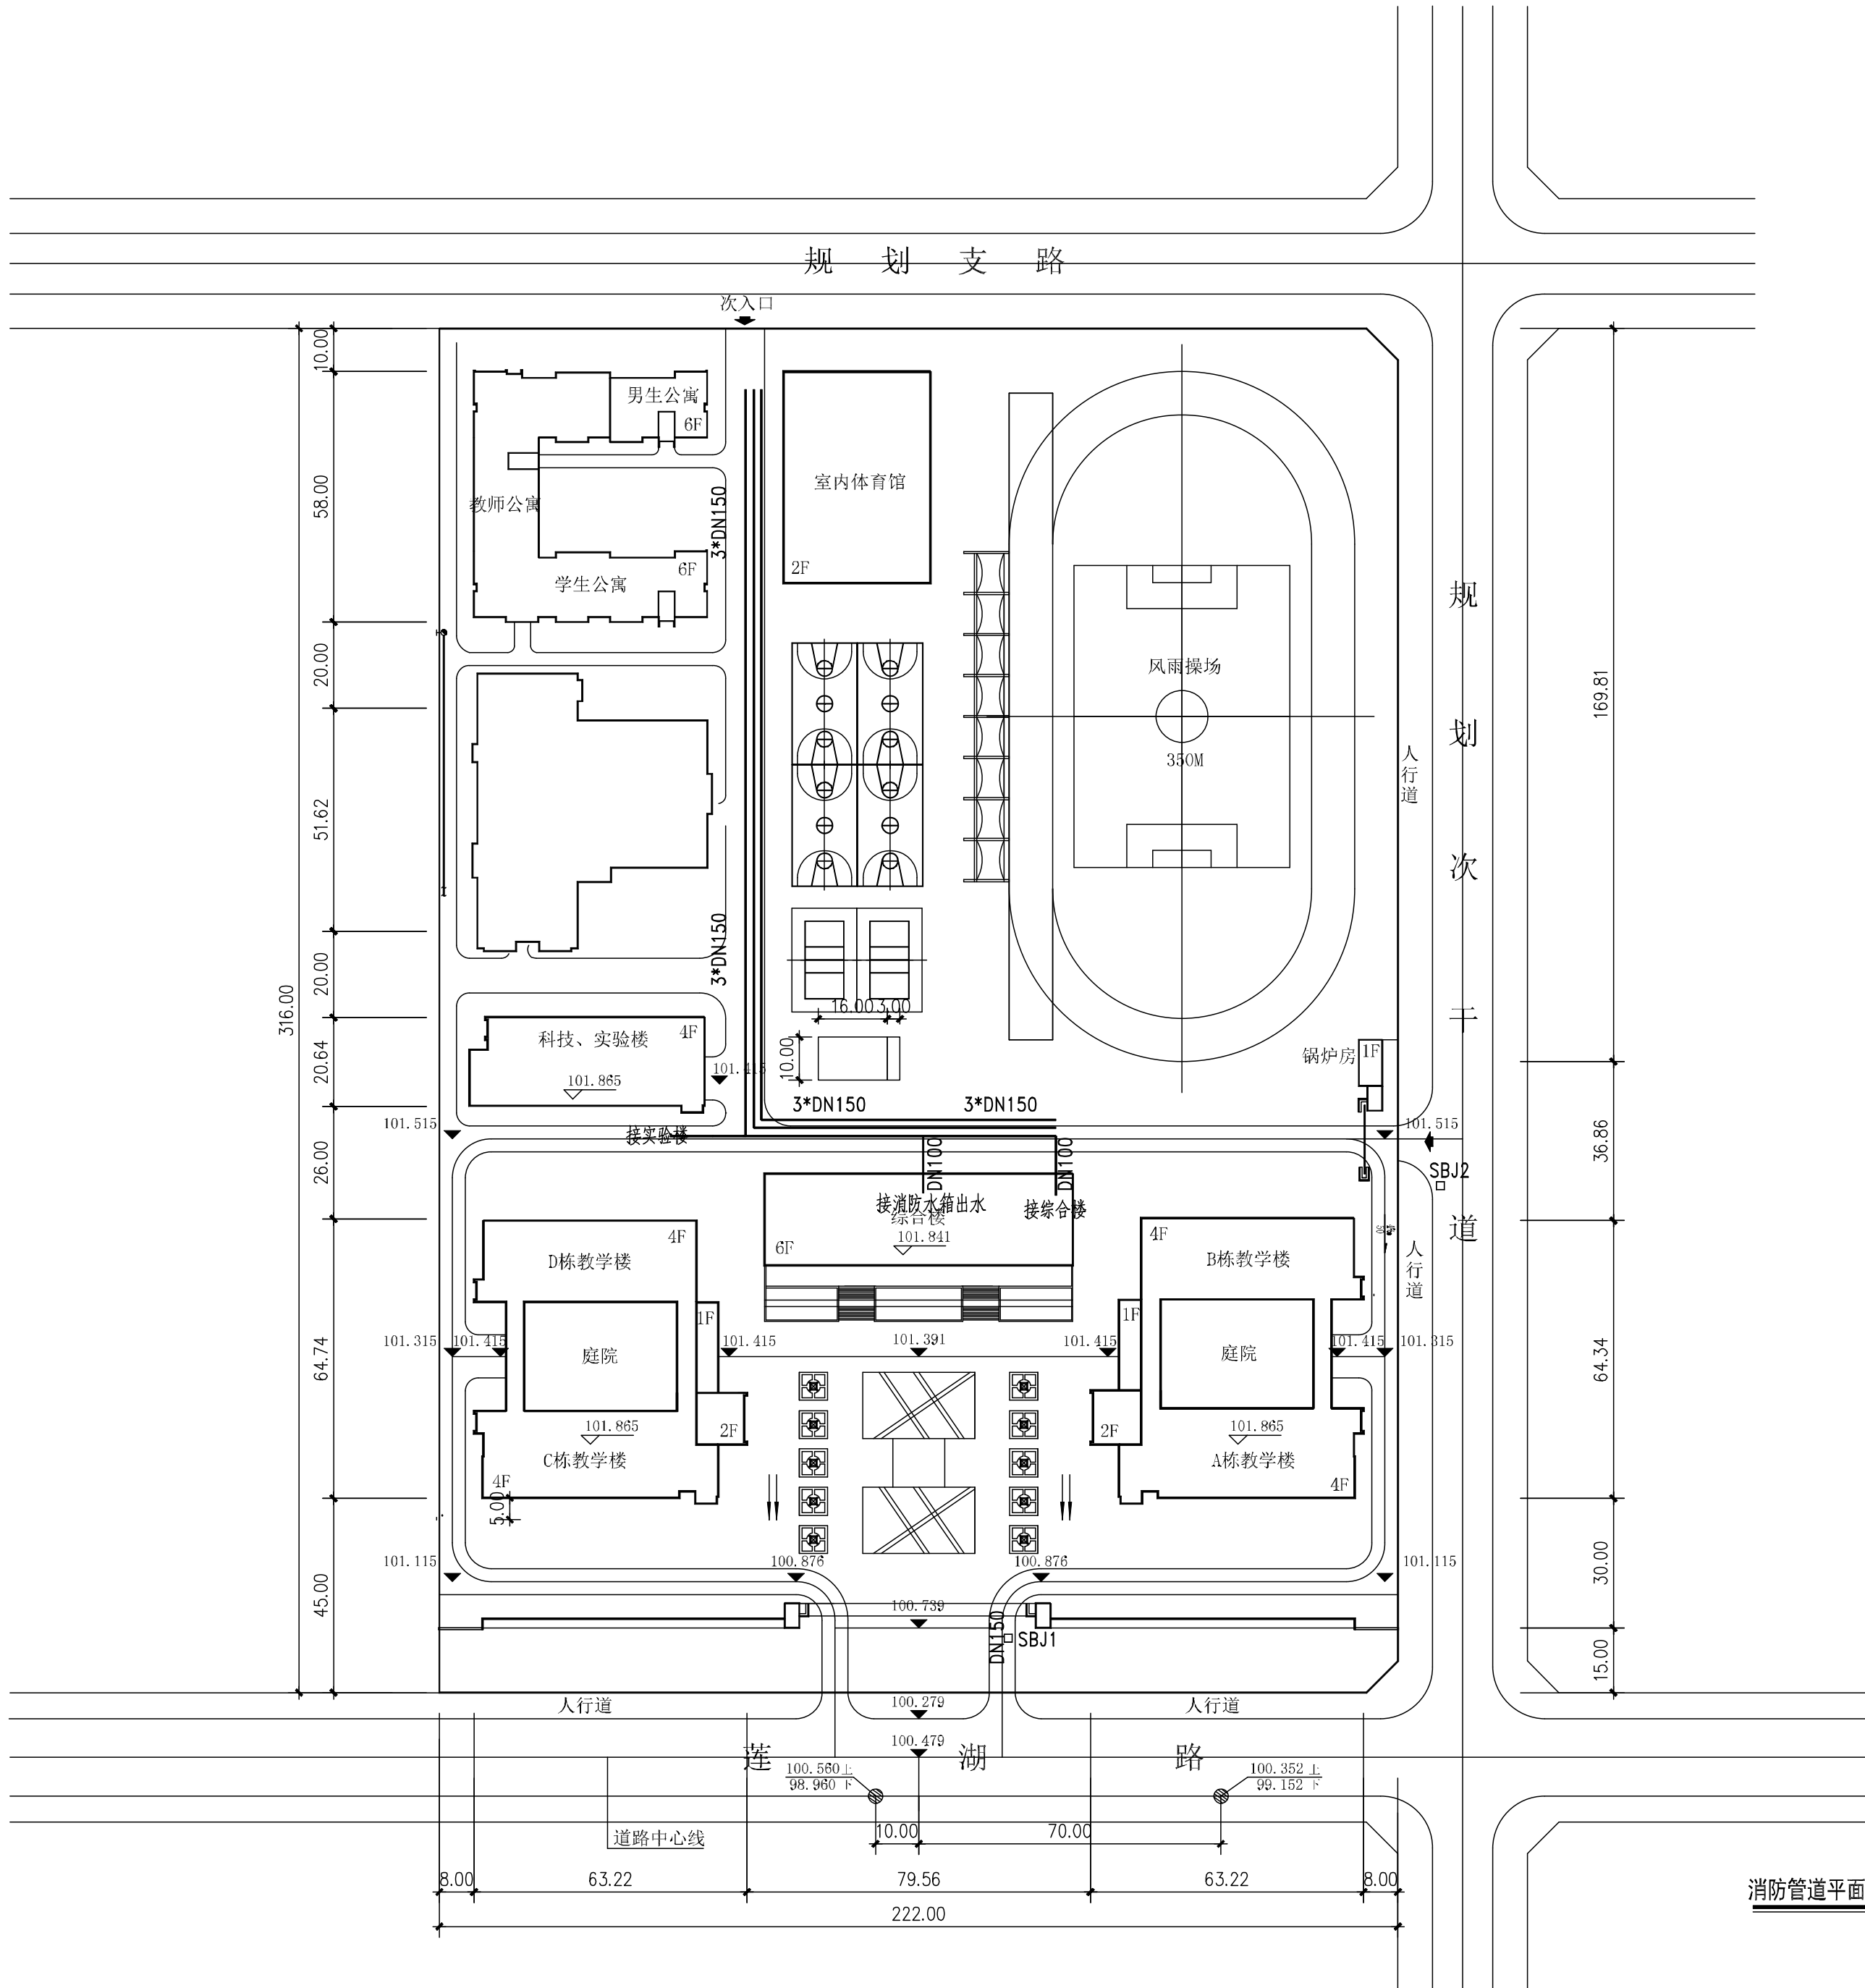 规 划 支 路
次入口
10.00
男生公寓
6F
58.00
室内体育馆
教师公寓
3*DN150
2F
6F
学生公寓
规 划 次 干 道
20.00
风雨操场
169.81
350M
人行道
51.62
3*DN150
20.00
316.00
16.00
3.00
科技、实验楼
4F
10.00
锅炉房
1F
20.64
101.865
101.415
3*DN150
3*DN150
101.515
101.515
接实验楼
36.86
26.00
DN100
DN100
SBJ2
接消防水箱出水
接综合楼
综合楼
101.841
6F
4F
4F
D栋教学楼
B栋教学楼
人行道
1F
1F
101.315
101.415
101.415
101.391
101.415
101.415
101.315
庭院
庭院
64.74
64.34
101.865
2F
2F
101.865
C栋教学楼
A栋教学楼
4F
4F
5.00
101.115
100.876
100.876
101.115
45.00
30.00
100.739
DN150
SBJ1
15.00
人行道
100.279
人行道
100.479
莲 湖 路
100.560上
98.960 下
100.352 上
99.152 下
道路中心线
10.00
70.00
8.00
63.22
79.56
63.22
8.00
222.00
消防管道平面